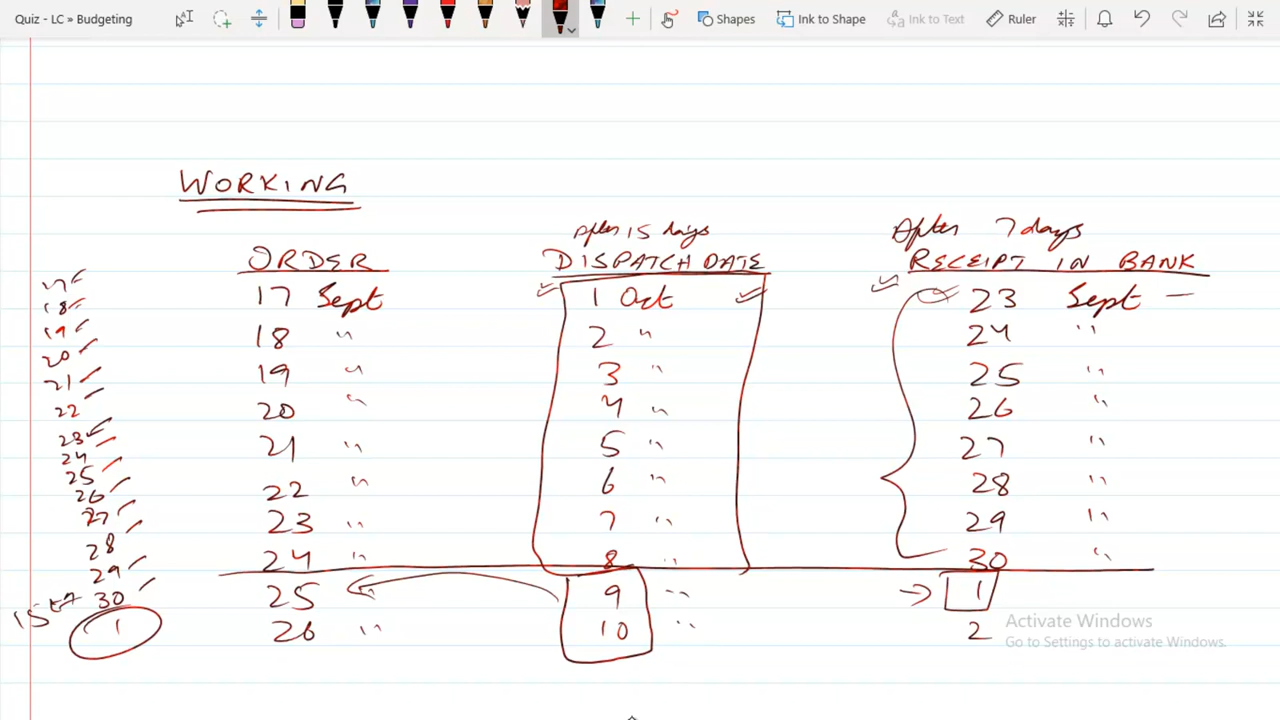 Quiz - LC » Budgeting Shapes Ink to Shape Ink to Text Ruler
WORKING
After 15 days After 7 days
ORDER DISPATCH DATE RECEIPT IN BANK
17 17 Sept 1 Oct 23 Sept —
18 18 " 2 " 24 "
19 19 " 3 " 25 "
20 20 " 4 " 26 "
21 21 " 5 " 27 "
22 22 " 6 " 28 "
23 23 " 7 " 29 "
24 24 " 8 " 30 "
25 25 " 9 " 1
26 26 " 10 " 2
27
28
29
30
1
Activate Windows
Go to Settings to activate Windows.